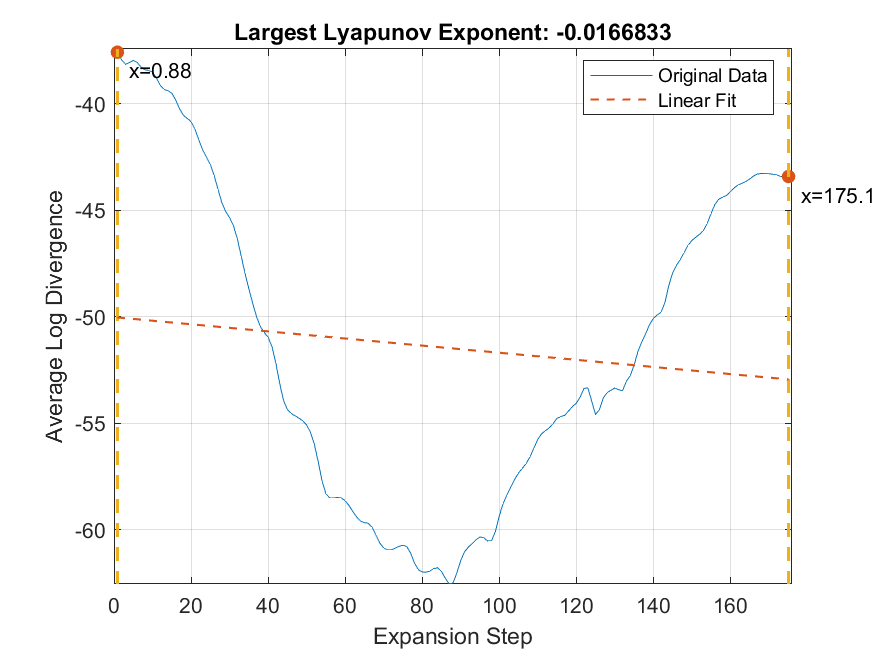 Largest Lyapunov Exponent: -0.0166833
Original Data
Linear Fit
x=0.88
x=175.1
-40
-45
-50
-55
-60
Average Log Divergence
0 20 40 60 80 100 120 140 160
Expansion Step